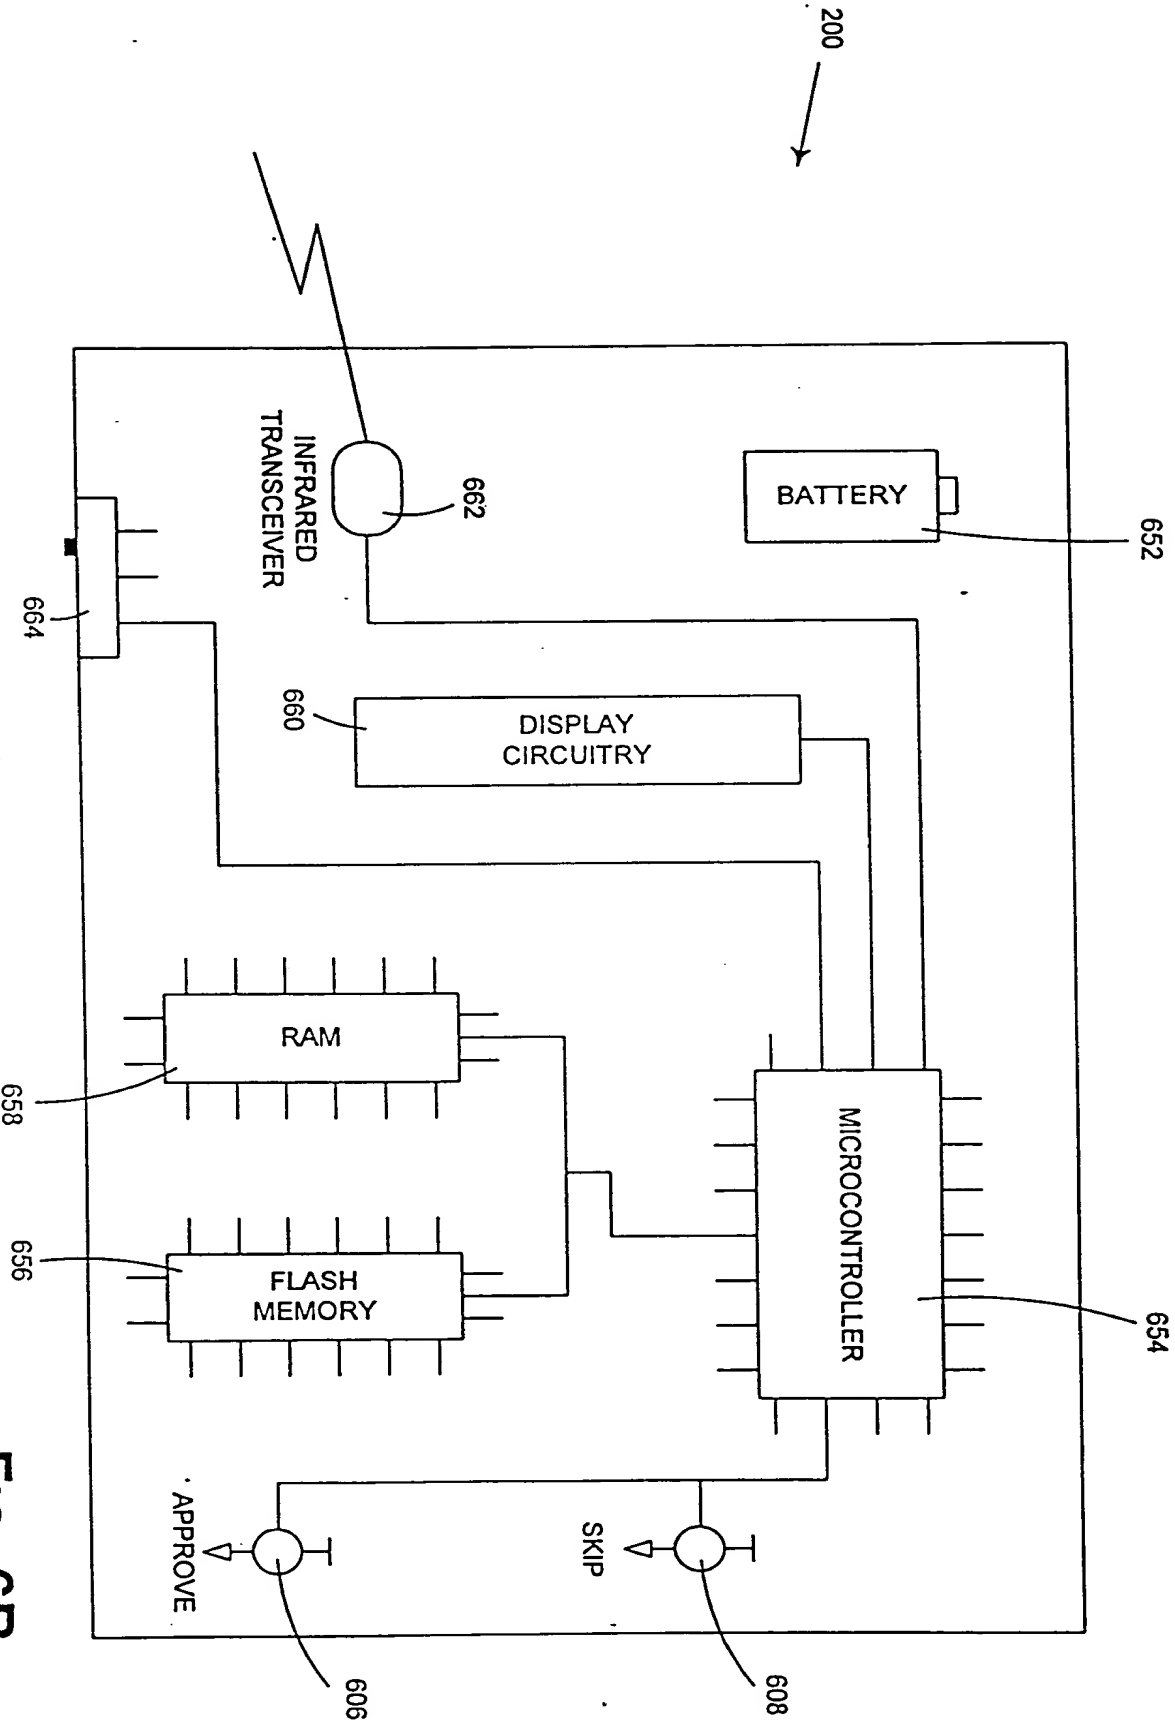 200
652
BATTERY
662
INFRARED
TRANSCEIVER
664
660
DISPLAY
CIRCUITRY
654
MICROCONTROLLER
RAM
658
FLASH
MEMORY
656
SKIP
608
APPROVE
606